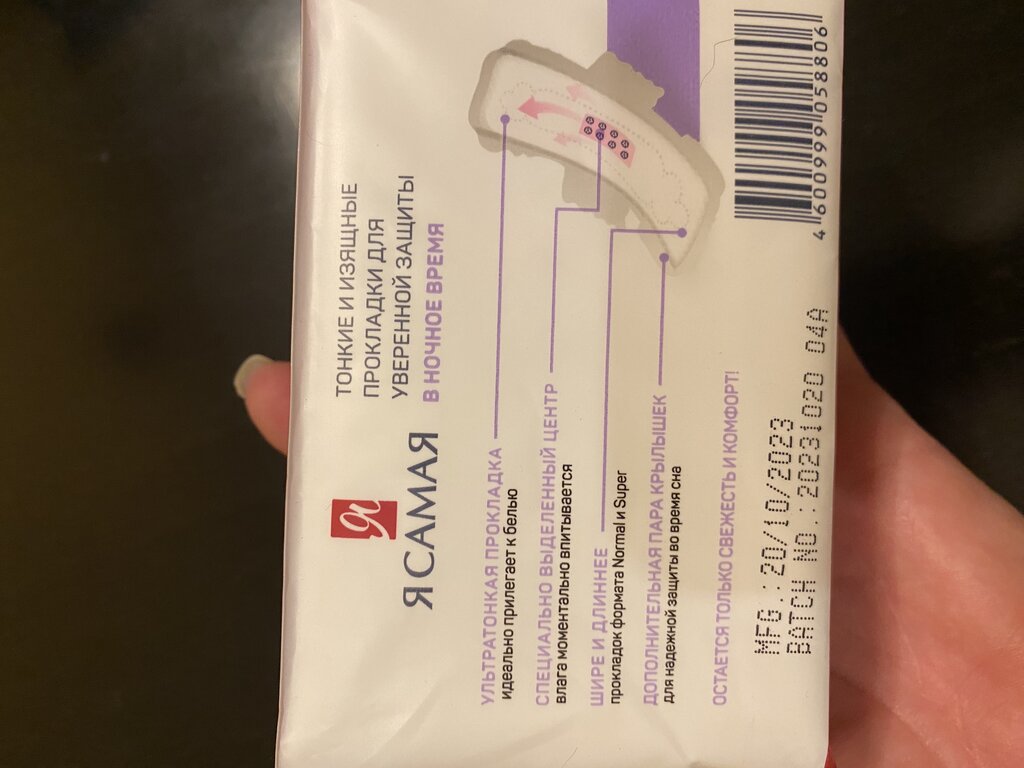 Я
Я САМАЯ
ТОНКИЕ И ИЗЯЩНЫЕ
ПРОКЛАДКИ ДЛЯ
УВЕРЕННОЙ ЗАЩИТЫ
В НОЧНОЕ ВРЕМЯ
УЛЬТРАТОНКАЯ ПРОКЛАДКА
идеально прилегает к белью
СПЕЦИАЛЬНО ВЫДЕЛЕННЫЙ ЦЕНТР
влага моментально впитывается
ШИРЕ И ДЛИННЕЕ
прокладок формата Normal и Super
ДОПОЛНИТЕЛЬНАЯ ПАРА КРЫЛЫШЕК
для надежной защиты во время сна
ОСТАЕТСЯ ТОЛЬКО СВЕЖЕСТЬ И КОМФОРТ!
MFG.:20/10/2023
BATCH NO.:20231020 04A
4 600999 058806